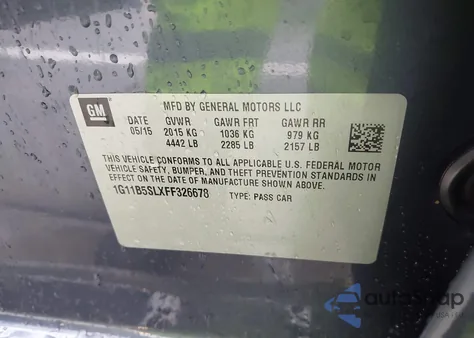 GM
MFD BY GENERAL MOTORS LLC
DATE GVWR GAWR FRT GAWR RR
05/15 2015 KG 1036 KG 979 KG
4442 LB 2285 LB 2157 LB
THIS VEHICLE CONFORMS TO ALL APPLICABLE U.S. FEDERAL MOTOR
VEHICLE SAFETY, BUMPER, AND THEFT PREVENTION STANDARDS IN
EFFECT ON THE DATE OF MANUFACTURE SHOWN ABOVE.
1G11B5SLXFF326678 TYPE: PASS CAR
autoSnap